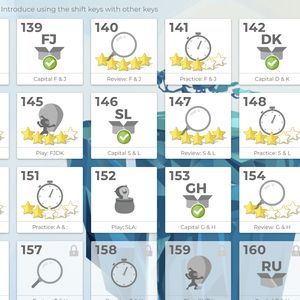 Introduce using the shift keys with other keys
139 140 141 142
FJ DK
Capital F & J Review: F & J Practice: F & J Capital D & K
145 146 147 148
SL
Play: FJDK Capital S & L Review: S & L Practice: S & L
151 152 153 154
GH
Practice: A & ; Play: SLA; Capital G & H Review: G & H
157 158 159 160
RU